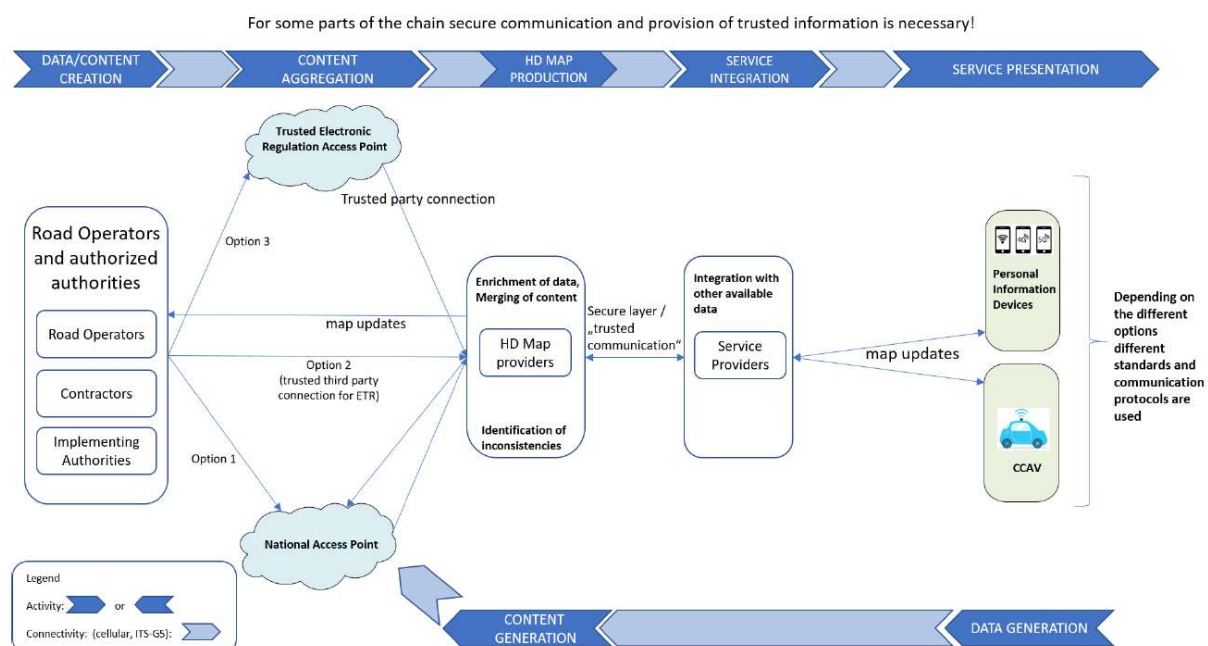 For some parts of the chain secure communication and provision of trusted information is necessary!
DATA/CONTENT
CREATION
CONTENT
AGGREGATION
HD MAP
PRODUCTION
SERVICE
INTEGRATION
SERVICE PRESENTATION
Trusted Electronic
Regulation Access Point
Trusted party connection
Road Operators
and authorized
authorities
Road Operators
Contractors
Implementing
Authorities
Option 3
map updates
Option 2
(trusted third party
connection for ETR)
Option 1
National Access Point
Enrichment of data,
Merging of content
HD Map
providers
Identification of
inconsistencies
Secure layer /
„trusted
communication“
Integration with
other available
data
Service
Providers
map updates
4G
5G
Personal
Information
Devices
CCAV
Depending on
the different
options
different
standards and
communication
protocols are
used
Legend
Activity: or
Connectivity: (cellular, ITS-G5):
CONTENT
GENERATION
DATA GENERATION